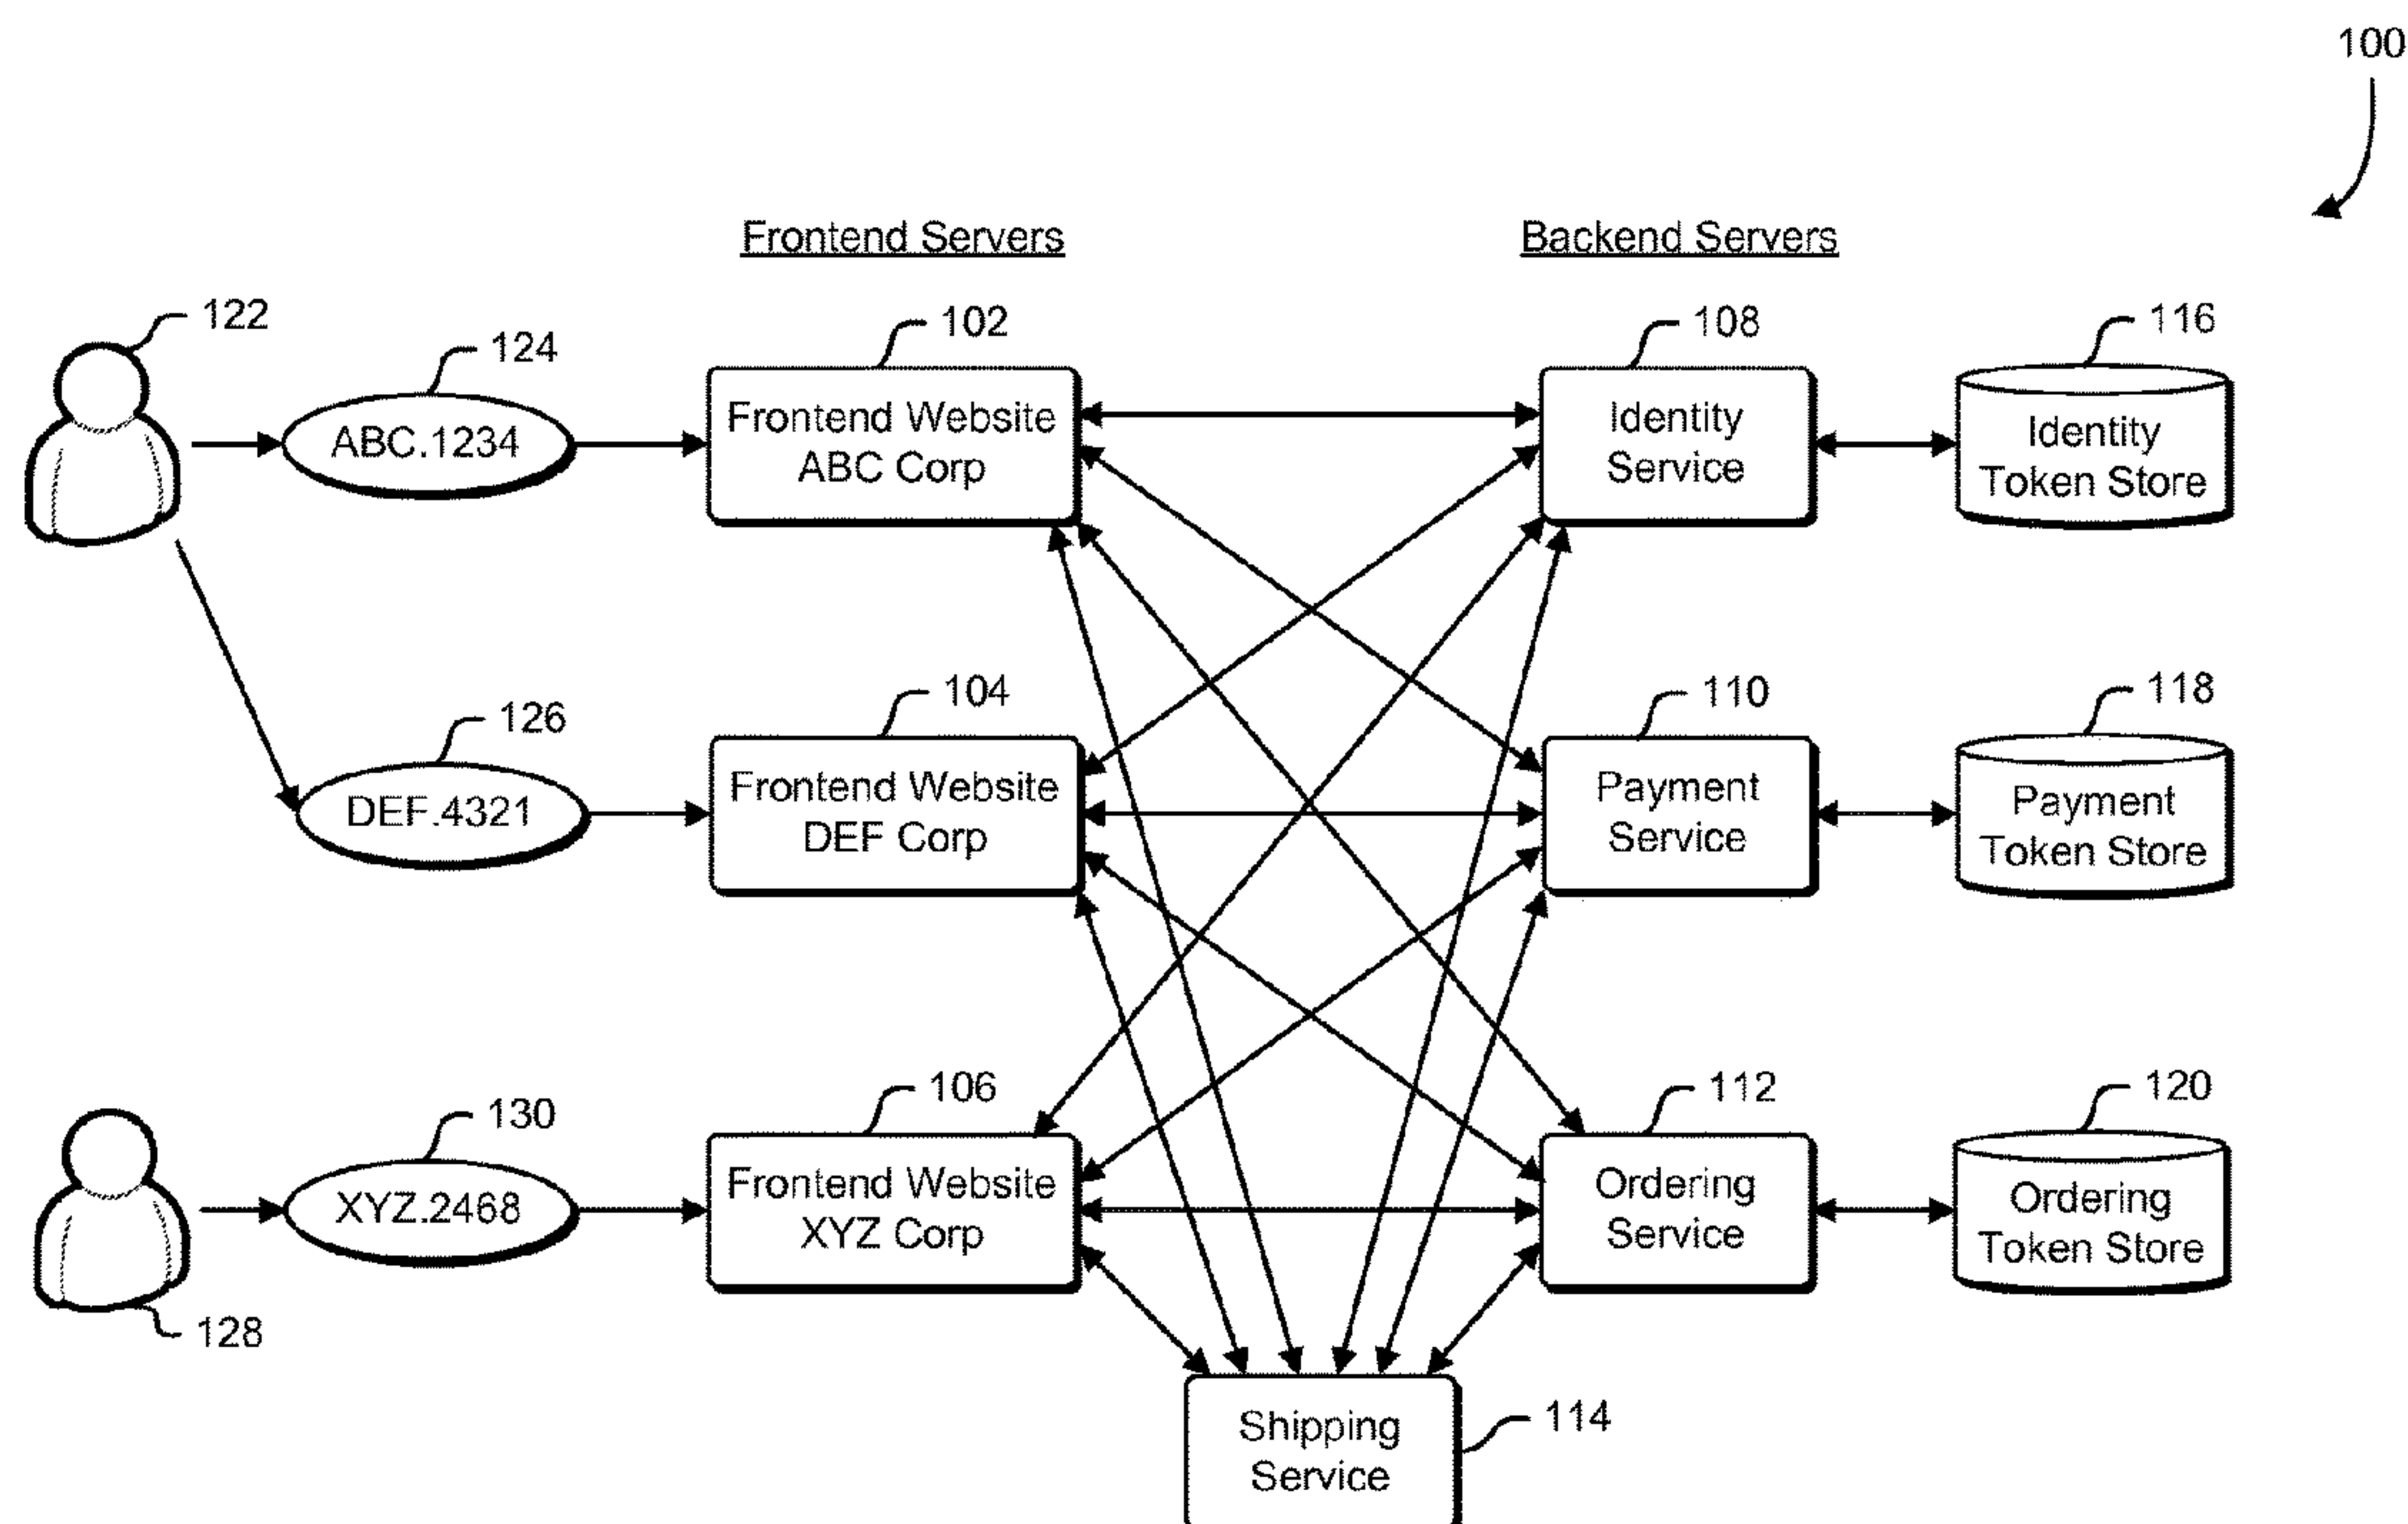 100
Frontend Servers
Backend Servers
122
124
102
108
116
ABC.1234
Frontend Website
ABC Corp
Identity
Service
Identity
Token Store
126
104
110
118
DEF.4321
Frontend Website
DEF Corp
Payment
Service
Payment
Token Store
130
106
112
120
XYZ.2468
Frontend Website
XYZ Corp
Ordering
Service
Ordering
Token Store
128
Shipping
Service
114